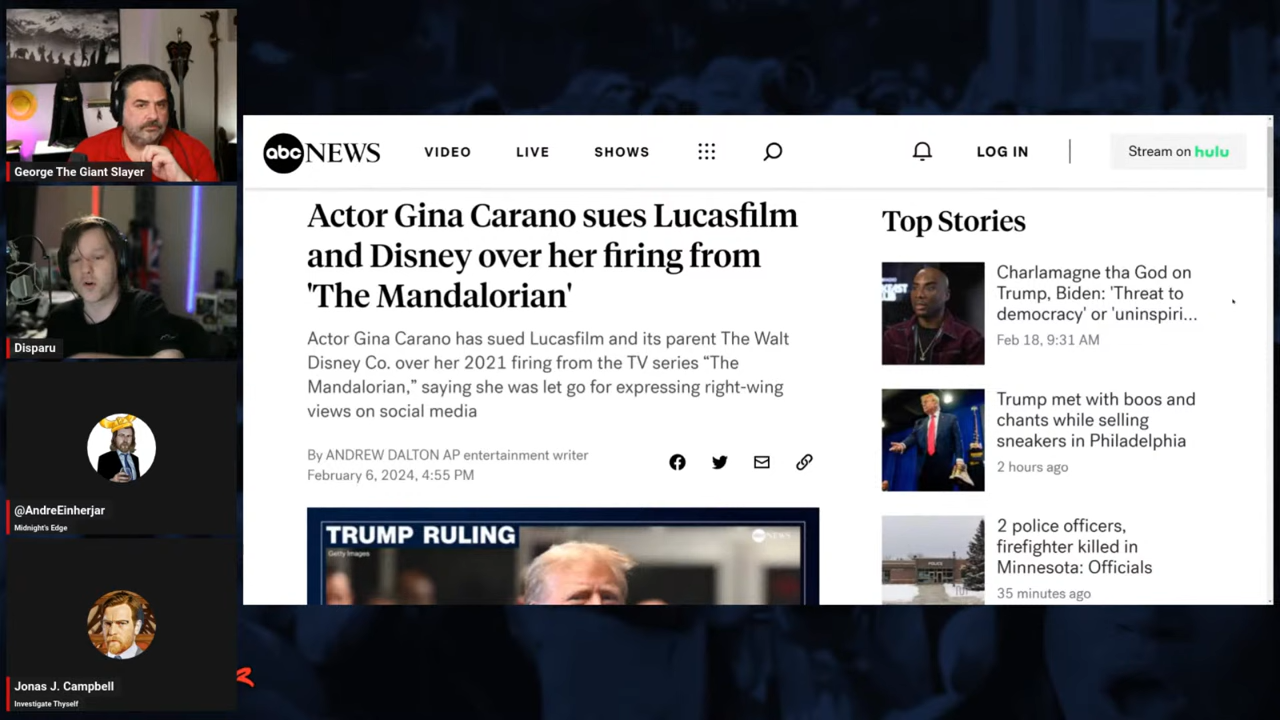 George The Giant Slayer
Disparu
@AndreEinherjar
Midnight's Edge
Jonas J. Campbell
Investigate Thyself
abc NEWS
VIDEO
LIVE
SHOWS
LOG IN
Stream on hulu
Actor Gina Carano sues Lucasfilm
and Disney over her firing from
'The Mandalorian'
Actor Gina Carano has sued Lucasfilm and its parent The Walt
Disney Co. over her 2021 firing from the TV series “The
Mandalorian,” saying she was let go for expressing right-wing
views on social media
By ANDREW DALTON AP entertainment writer
February 6, 2024, 4:55 PM
TRUMP RULING
Getty Images
abc NEWS
Top Stories
Charlamagne tha God on
Trump, Biden: 'Threat to
democracy' or 'uninspiri...
Feb 18, 9:31 AM
Trump met with boos and
chants while selling
sneakers in Philadelphia
2 hours ago
2 police officers,
firefighter killed in
Minnesota: Officials
35 minutes ago